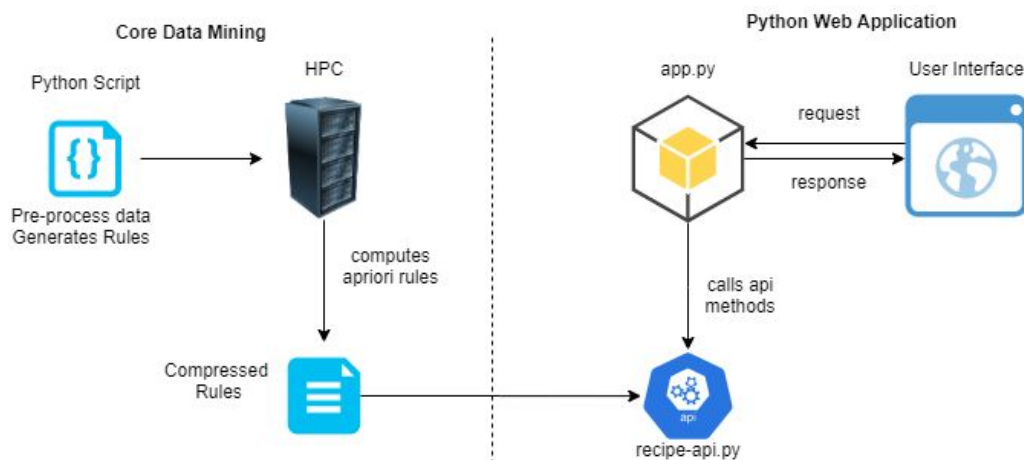 Core Data Mining
Python Web Application
Python Script
HPC
app.py
User Interface
request
response
Pre-process data
Generates Rules
computes
apriori rules
calls api
methods
Compressed
Rules
api
recipe-api.py